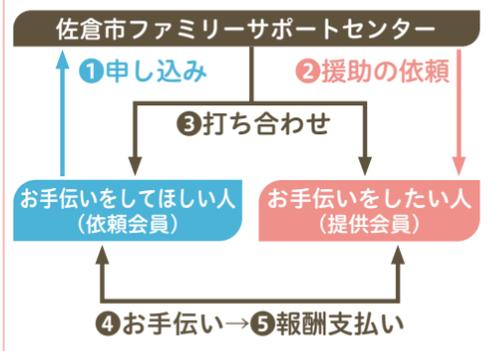 佐倉市ファミリーサポートセンター
❶申し込み
❷援助の依頼
❸打ち合わせ
お手伝いをしてほしい人
（依頼会員）
お手伝いをしたい人
（提供会員）
❹お手伝い→❺報酬支払い